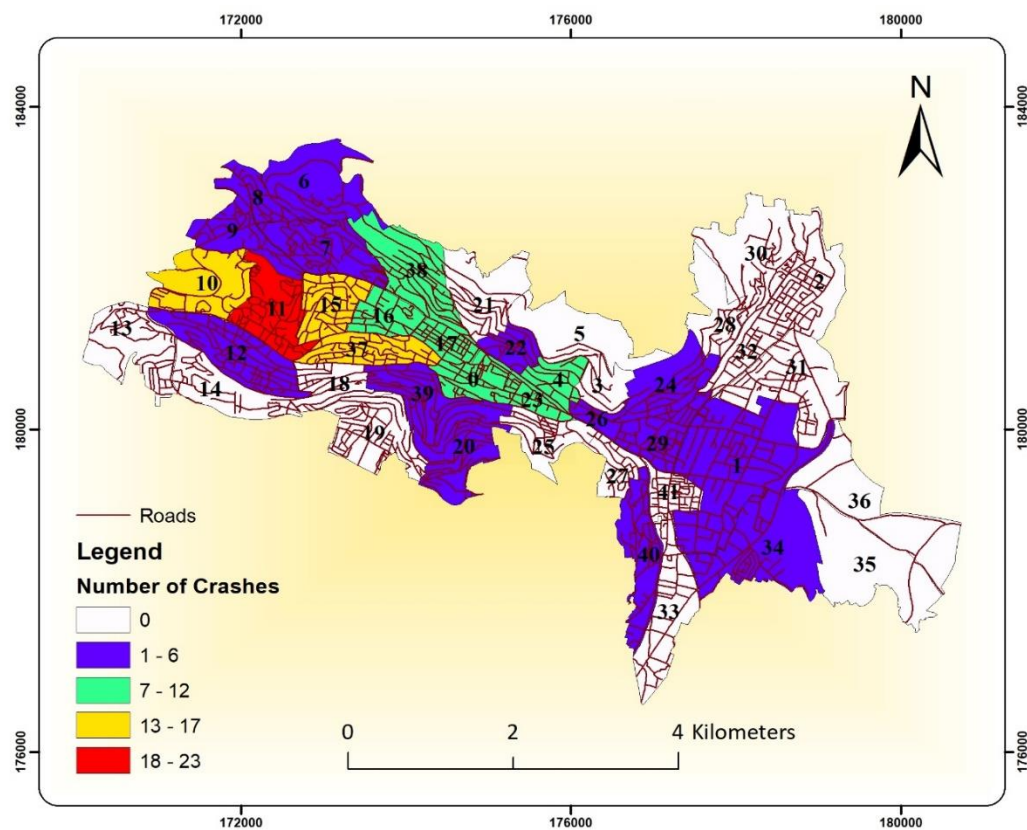 172000 176000 180000
184000 184000
N
6
8
9 7
38 30
10 2
21
11 15 16 5 28
13
17 22 32
12 37 31
0 4 3 24
14 18
39 23 26
19 20 25 29 1
27 41 36
40 34 35
33
180000 180000
Roads
Legend
Number of Crashes
0
1 - 6
7 - 12
13 - 17
18 - 23
0 2 4 Kilometers
176000 176000
172000 176000 180000